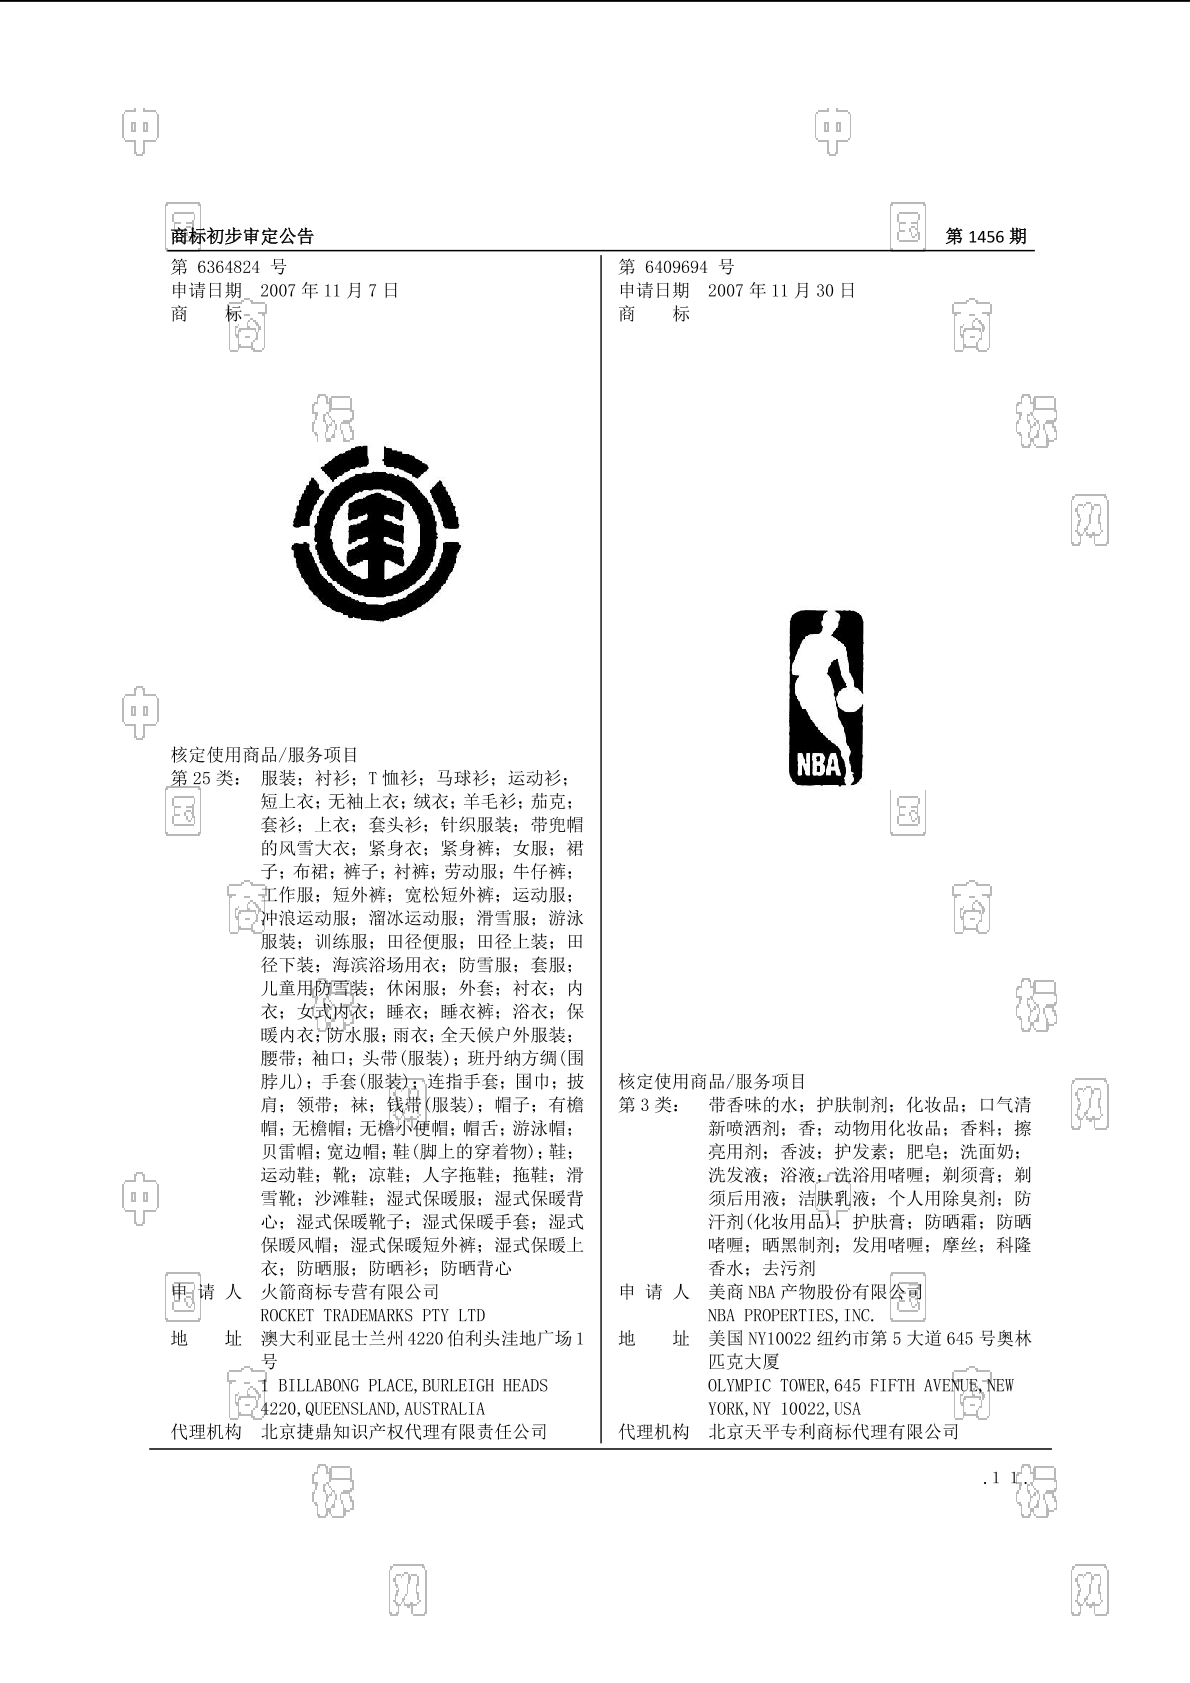 商标初步审定公告
第 1456 期
第 6364824 号
申请日期 2007 年 11 月 7 日
商 标
核定使用商品/服务项目
第 25 类： 服装；衬衫；T 恤衫；马球衫；运动衫；
短上衣；无袖上衣；绒衣；羊毛衫；茄克；
套衫；上衣；套头衫；针织服装；带兜帽
的风雪大衣；紧身衣；紧身裤；女服；裙
子；布裙；裤子；衬裤；劳动服；牛仔裤；
工作服；短外裤；宽松短外裤；运动服；
冲浪运动服；溜冰运动服；滑雪服；游泳
服装；训练服；田径便服；田径上装；田
径下装；海滨浴场用衣；防雪服；套服；
儿童用防雪装；休闲服；外套；衬衣；内
衣；女式内衣；睡衣；睡衣裤；浴衣；保
暖内衣；防水服；雨衣；全天候户外服装；
腰带；袖口；头带(服装)；班丹纳方绸(围
脖儿)；手套(服装)；连指手套；围巾；披
肩；领带；袜；钱带(服装)；帽子；有檐
帽；无檐帽；无檐小便帽；帽舌；游泳帽；
贝雷帽；宽边帽；鞋(脚上的穿着物)；鞋；
运动鞋；靴；凉鞋；人字拖鞋；拖鞋；滑
雪靴；沙滩鞋；湿式保暖服；湿式保暖背
心；湿式保暖靴子；湿式保暖手套；湿式
保暖风帽；湿式保暖短外裤；湿式保暖上
衣；防晒服；防晒衫；防晒背心
申 请 人 火箭商标专营有限公司
ROCKET TRADEMARKS PTY LTD
地 址 澳大利亚昆士兰州 4220 伯利头洼地广场 1
号
1 BILLABONG PLACE,BURLEIGH HEADS
4220,QUEENSLAND,AUSTRALIA
代理机构 北京捷鼎知识产权代理有限责任公司
第 6409694 号
申请日期 2007 年 11 月 30 日
商 标
NBA
核定使用商品/服务项目
第 3 类： 带香味的水；护肤制剂；化妆品；口气清
新喷洒剂；香；动物用化妆品；香料；擦
亮用剂；香波；护发素；肥皂；洗面奶；
洗发液；浴液；洗浴用啫喱；剃须膏；剃
须后用液；洁肤乳液；个人用除臭剂；防
汗剂(化妆用品)；护肤膏；防晒霜；防晒
啫喱；晒黑制剂；发用啫喱；摩丝；科隆
香水；去污剂
申 请 人 美商 NBA 产物股份有限公司
NBA PROPERTIES,INC.
地 址 美国 NY10022 纽约市第 5 大道 645 号奥林
匹克大厦
OLYMPIC TOWER,645 FIFTH AVENUE,NEW
YORK,NY 10022,USA
代理机构 北京天平专利商标代理有限公司
.11.